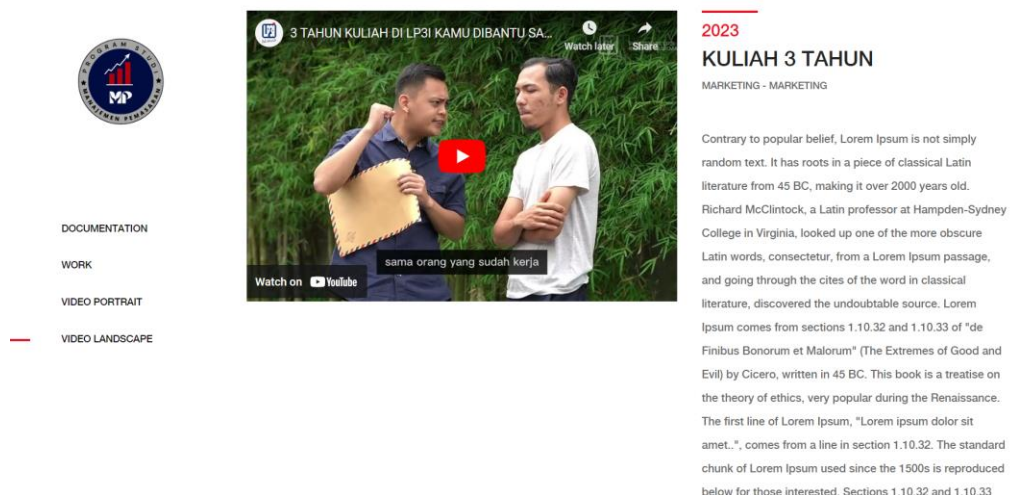 PROGRAM STUDI
MP
MANAJEMEN PEMASARAN
DOCUMENTATION
WORK
VIDEO PORTRAIT
VIDEO LANDSCAPE
3 TAHUN KULIAH DI LP3I KAMU DIBANTU SA...
Watch later
Share
sama orang yang sudah kerja
Watch on YouTube
2023
KULIAH 3 TAHUN
MARKETING - MARKETING
Contrary to popular belief, Lorem Ipsum is not simply
random text. It has roots in a piece of classical Latin
literature from 45 BC, making it over 2000 years old.
Richard McClintock, a Latin professor at Hampden-Sydney
College in Virginia, looked up one of the more obscure
Latin words, consectetur, from a Lorem Ipsum passage,
and going through the cites of the word in classical
literature, discovered the undoubtable source. Lorem
Ipsum comes from sections 1.10.32 and 1.10.33 of "de
Finibus Bonorum et Malorum" (The Extremes of Good and
Evil) by Cicero, written in 45 BC. This book is a treatise on
the theory of ethics, very popular during the Renaissance.
The first line of Lorem Ipsum, "Lorem ipsum dolor sit
amet..", comes from a line in section 1.10.32. The standard
chunk of Lorem Ipsum used since the 1500s is reproduced
below for those interested. Sections 1.10.32 and 1.10.33